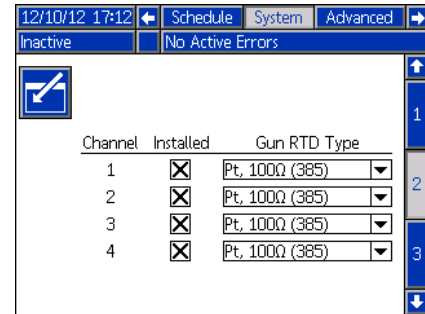 12/10/12 17:12 Schedule System Advanced
Inactive No Active Errors
1
Channel Installed Gun RTD Type
1 Pt, 100Ω (385)
2 Pt, 100Ω (385)
2
3 Pt, 100Ω (385)
4 Pt, 100Ω (385)
3